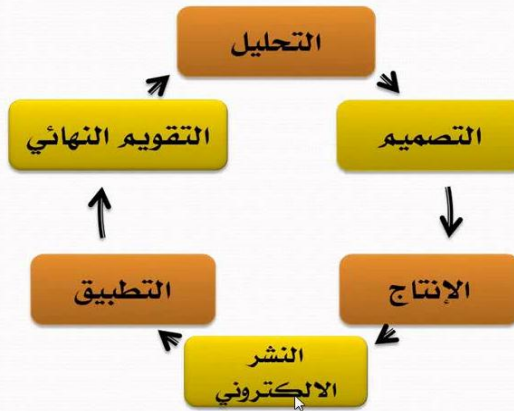 التحليل
التصميم
الإنتاج
النشر
الالكتروني
التطبيق
التقويم النهائي